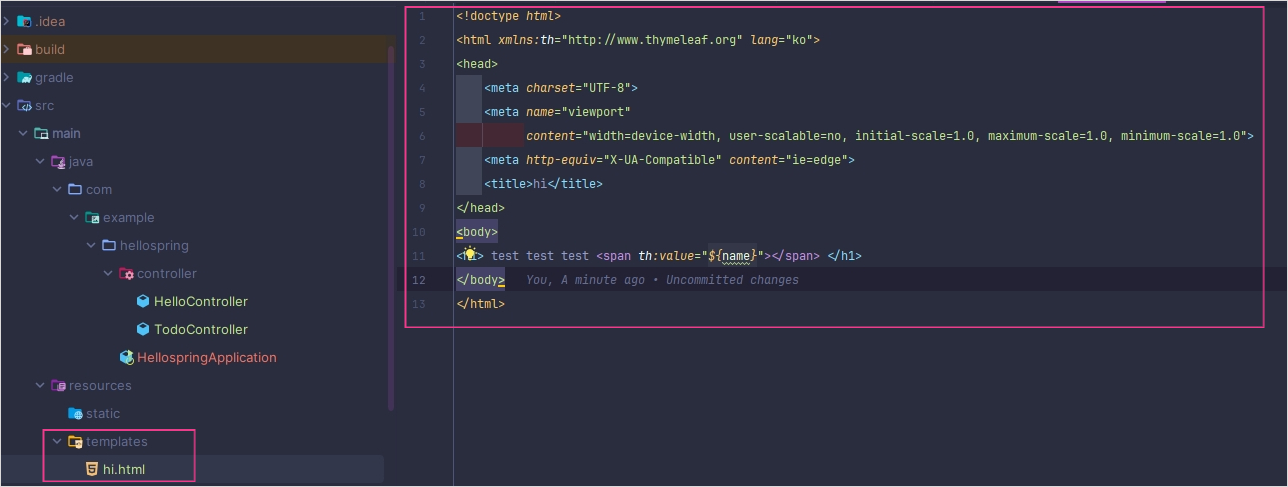 .idea
build
gradle
src
main
java
com
example
hellospring
controller
HelloController
TodoController
HellospringApplication
resources
static
templates
hi.html
1 <!doctype html>
2 <html xmlns:th="http://www.thymeleaf.org" lang="ko">
3 <head>
4 <meta charset="UTF-8">
5 <meta name="viewport"
6 content="width=device-width, user-scalable=no, initial-scale=1.0, maximum-scale=1.0, minimum-scale=1.0">
7 <meta http-equiv="X-UA-Compatible" content="ie=edge">
8 <title>hi</title>
9 </head>
10 <body>
11 <h1> test test test <span th:value="${name}"></span> </h1>
12 </body> You, A minute ago • Uncommitted changes
13 </html>